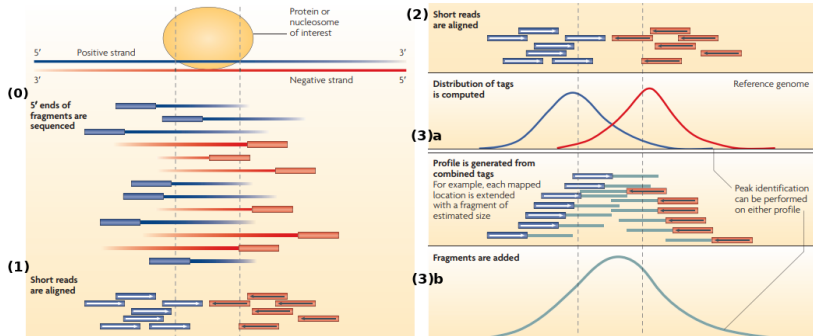 Protein or
nucleosome
of interest
5′
Positive strand
3′
3′
Negative strand
5′
(0)
5′ ends of
fragments are
sequenced
(1)
Short reads
are aligned
(2)
Short reads
are aligned
Distribution of tags
is computed
Reference genome
(3)a
Profile is generated from
combined tags
For example, each mapped
location is extended
with a fragment of
estimated size
Peak identification
can be performed
on either profile
(3)b
Fragments are added